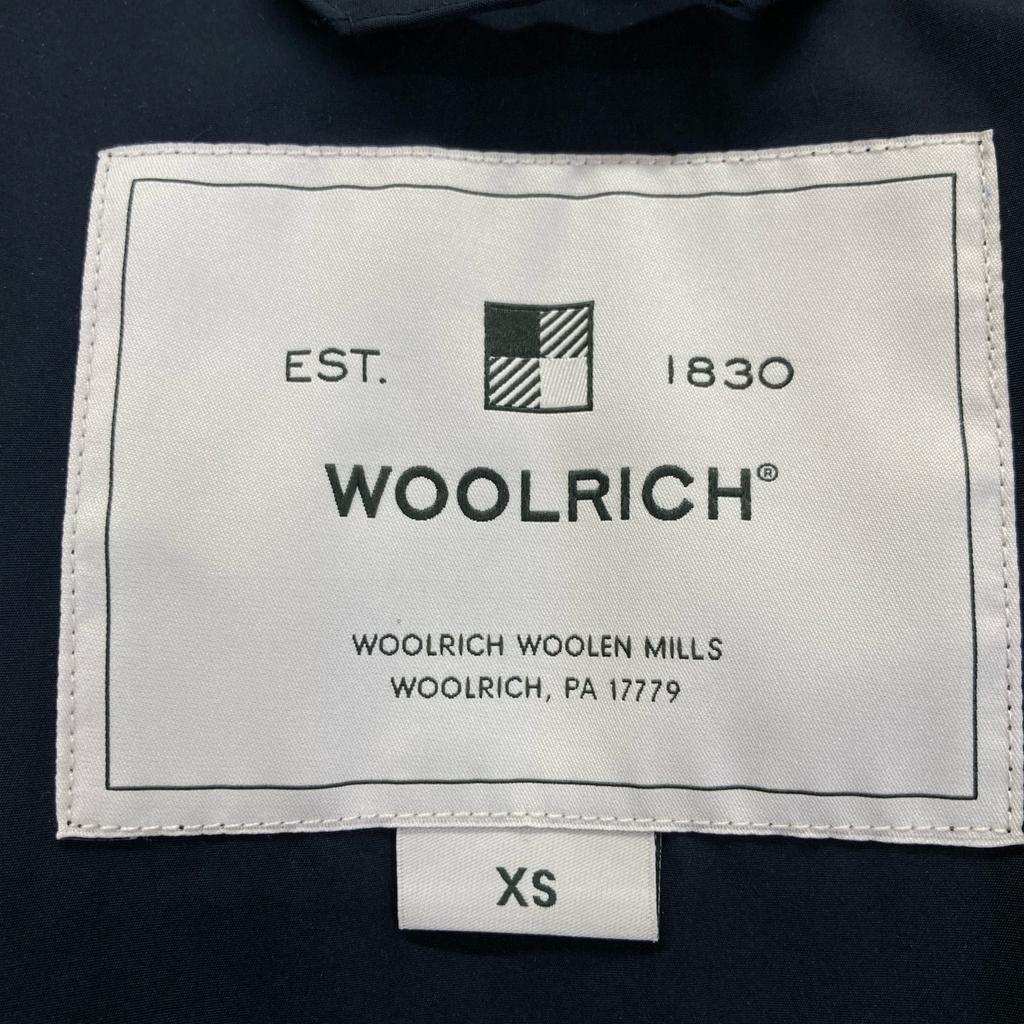 EST. 1830
WOOLRICH®
WOOLRICH WOOLEN MILLS
WOOLRICH, PA 17779
XS